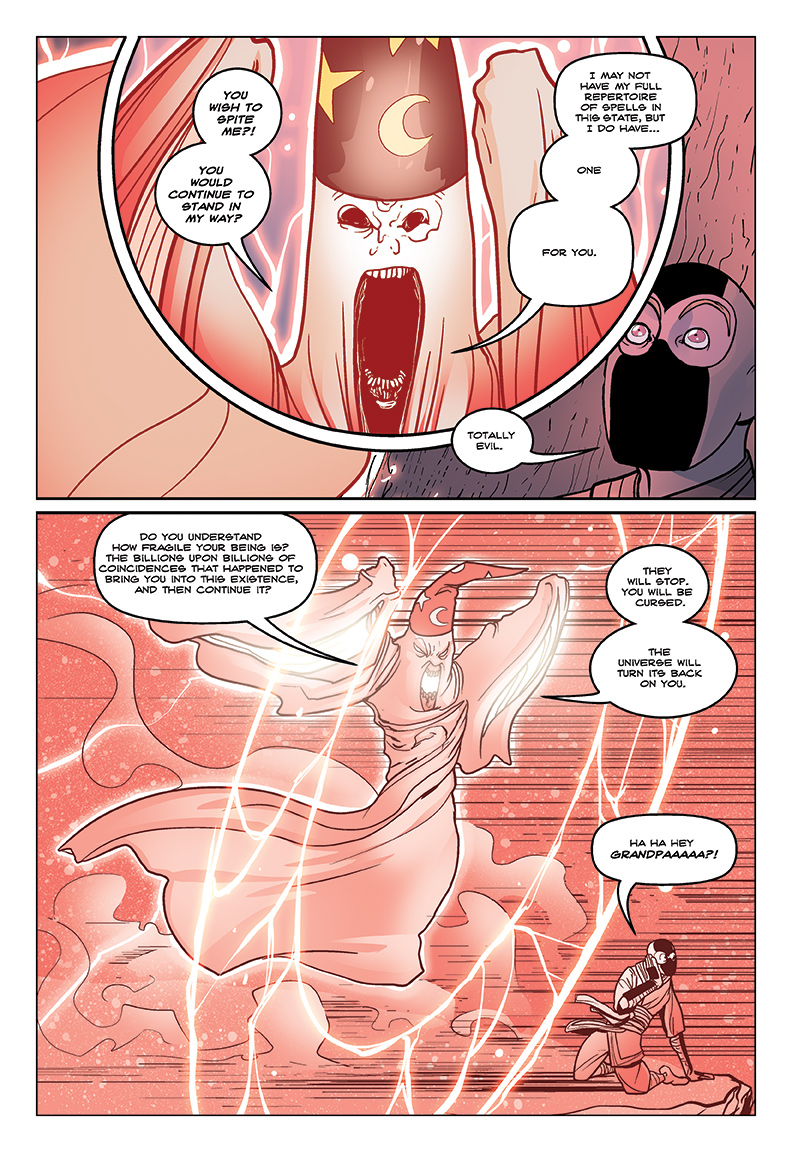 YOU
WISH TO
SPITE
ME?!
YOU
WOULD
CONTINUE TO
STAND IN
MY WAY?
I MAY NOT
HAVE MY FULL
REPERTOIRE
OF SPELLS IN
THIS STATE, BUT
I DO HAVE...
ONE
FOR YOU.
TOTALLY
EVIL.
DO YOU UNDERSTAND
HOW FRAGILE YOUR BEING IS?
THE BILLIONS UPON BILLIONS OF
COINCIDENCES THAT HAPPENED TO
BRING YOU INTO THIS EXISTENCE,
AND THEN CONTINUE IT?
THEY
WILL STOP.
YOU WILL BE
CURSED.
THE
UNIVERSE WILL
TURN ITS BACK
ON YOU.
HA HA HEY
GRANDPAAAAA?!